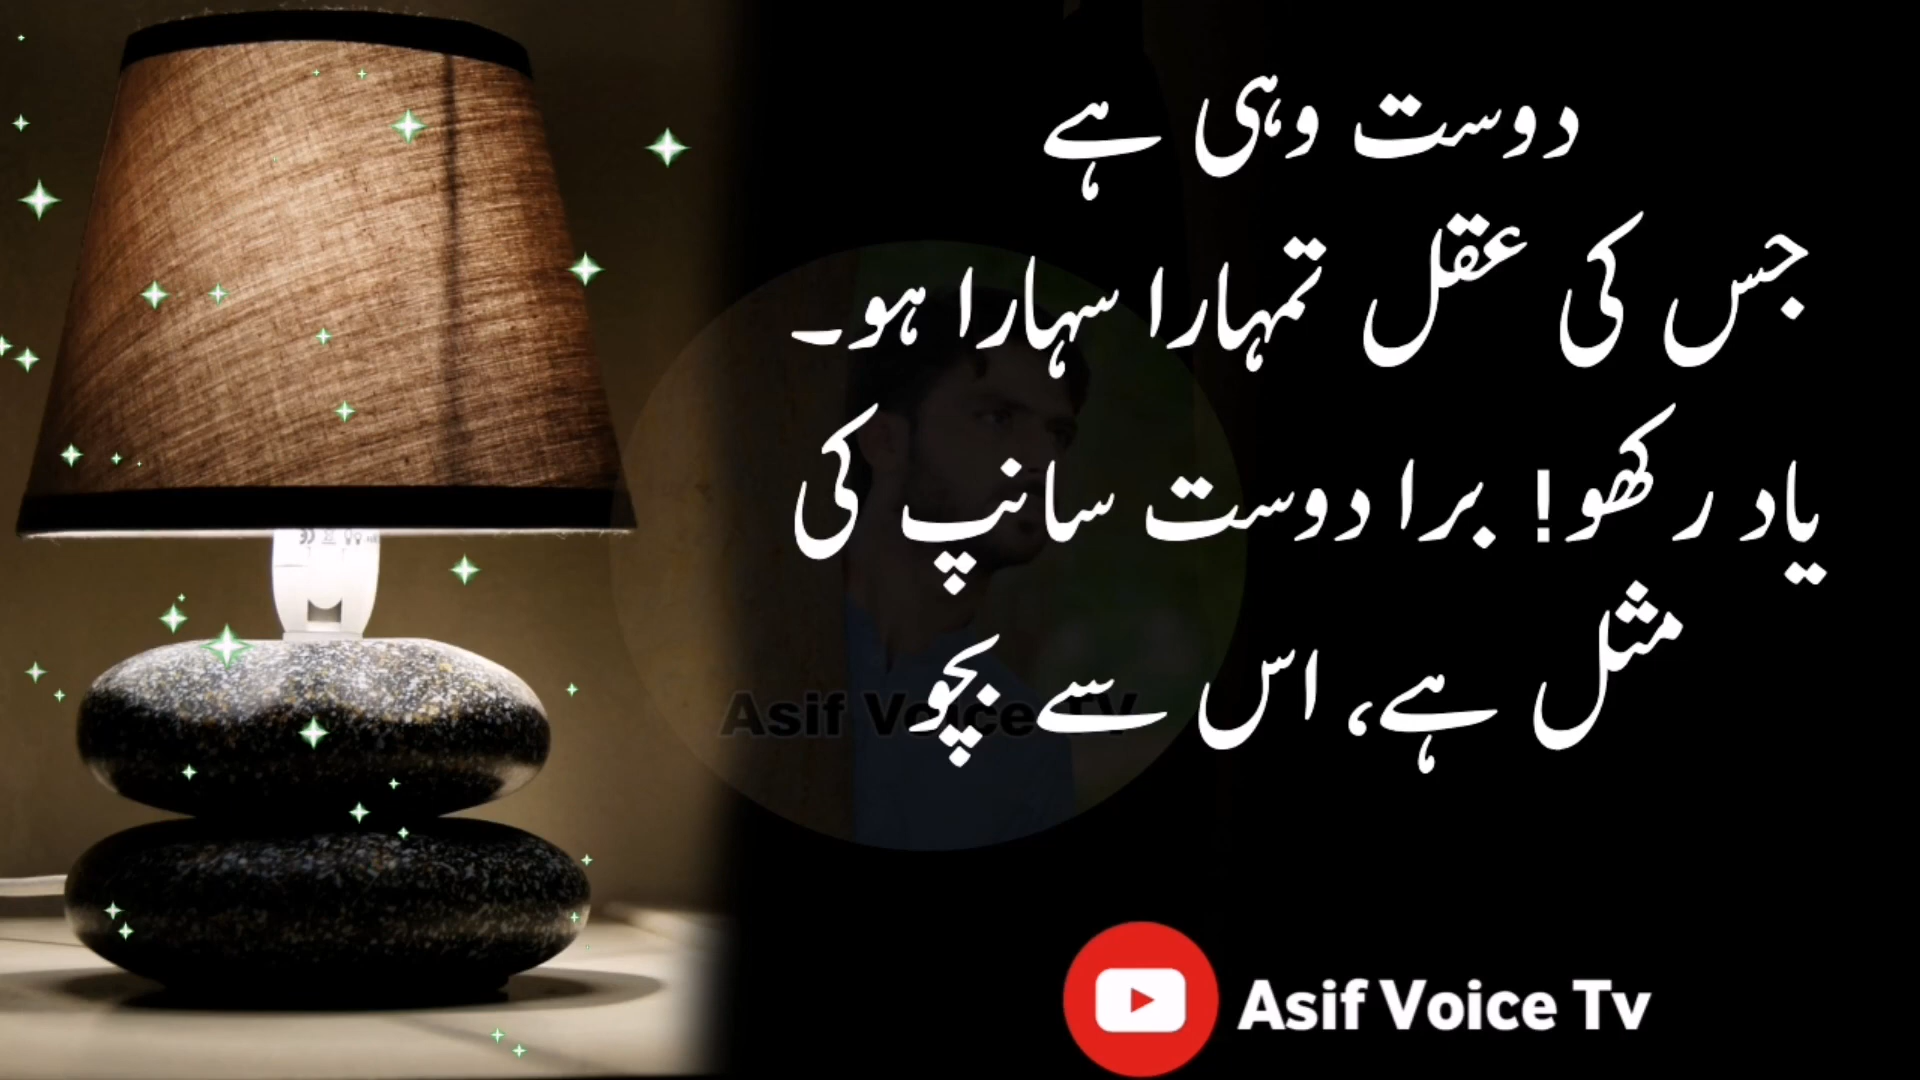 دوست وہی ہے
جس کی عقل تمہارا سہارا ہو۔
یاد رکھو! برا دوست سانپ کی
مثل ہے، اس سے بچو
Asif Voice TV
Asif Voice Tv